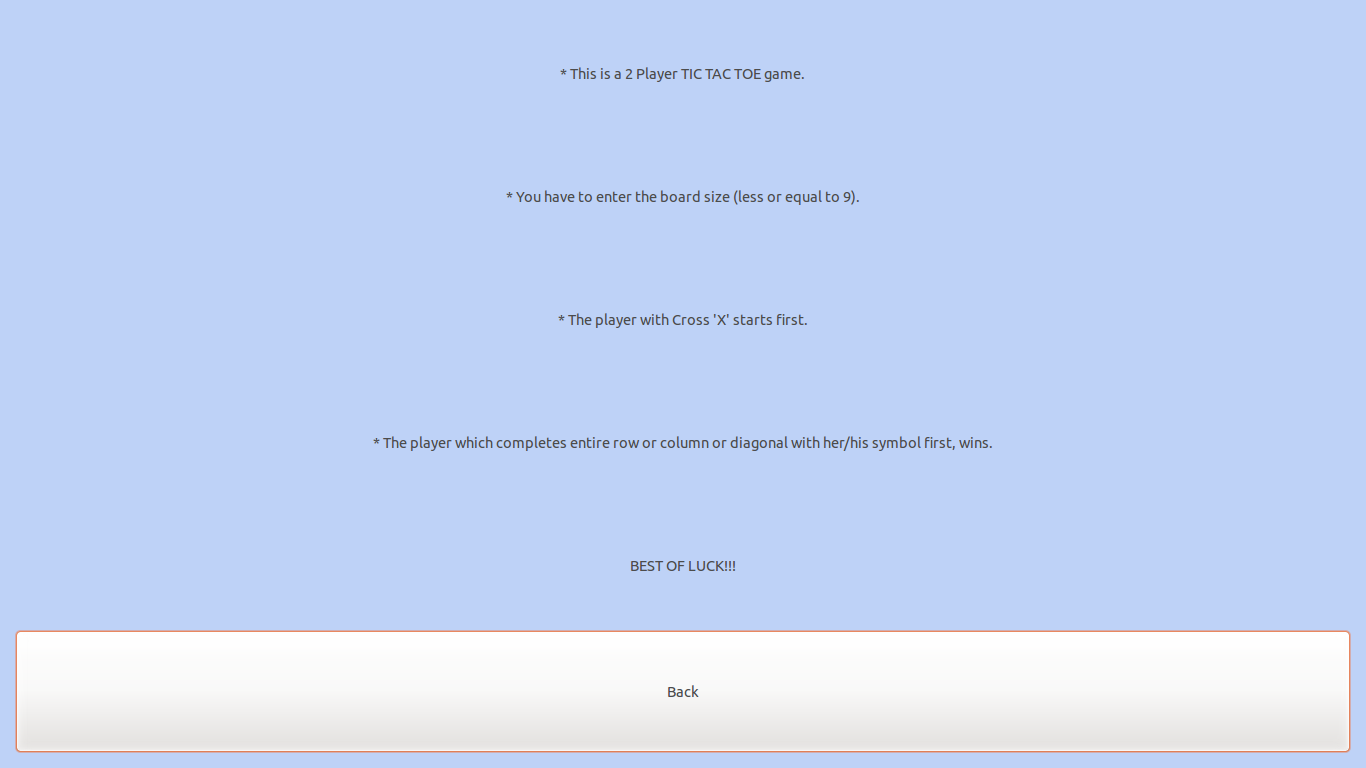 * This is a 2 Player TIC TAC TOE game.
* You have to enter the board size (less or equal to 9).
* The player with Cross 'X' starts first.
* The player which completes entire row or column or diagonal with her/his symbol first, wins.
BEST OF LUCK!!!
Back